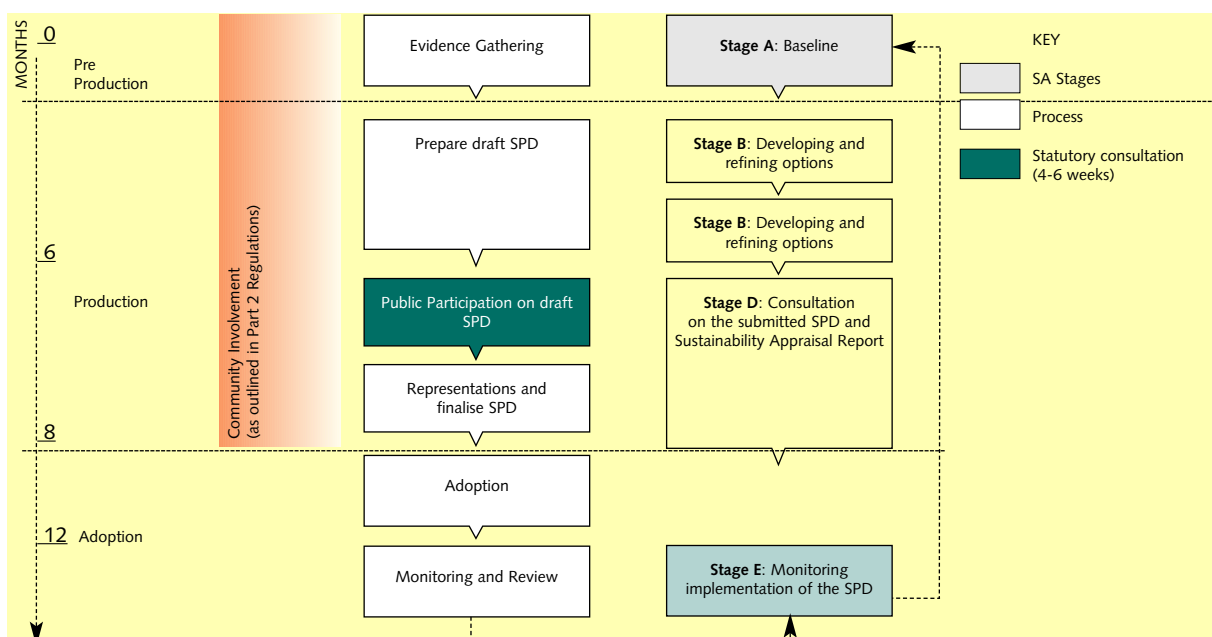 MONTHS
0
Pre
Production
6
Production
8
12
Adoption
Community Involvement
(as outlined in Part 2 Regulations)
Evidence Gathering
Prepare draft SPD
Public Participation on draft
SPD
Representations and
finalise SPD
Adoption
Monitoring and Review
Stage A: Baseline
Stage B: Developing and
refining options
Stage B: Developing and
refining options
Stage D: Consultation
on the submitted SPD and
Sustainability Appraisal Report
Stage E: Monitoring
implementation of the SPD
KEY
SA Stages
Process
Statutory consultation
(4-6 weeks)